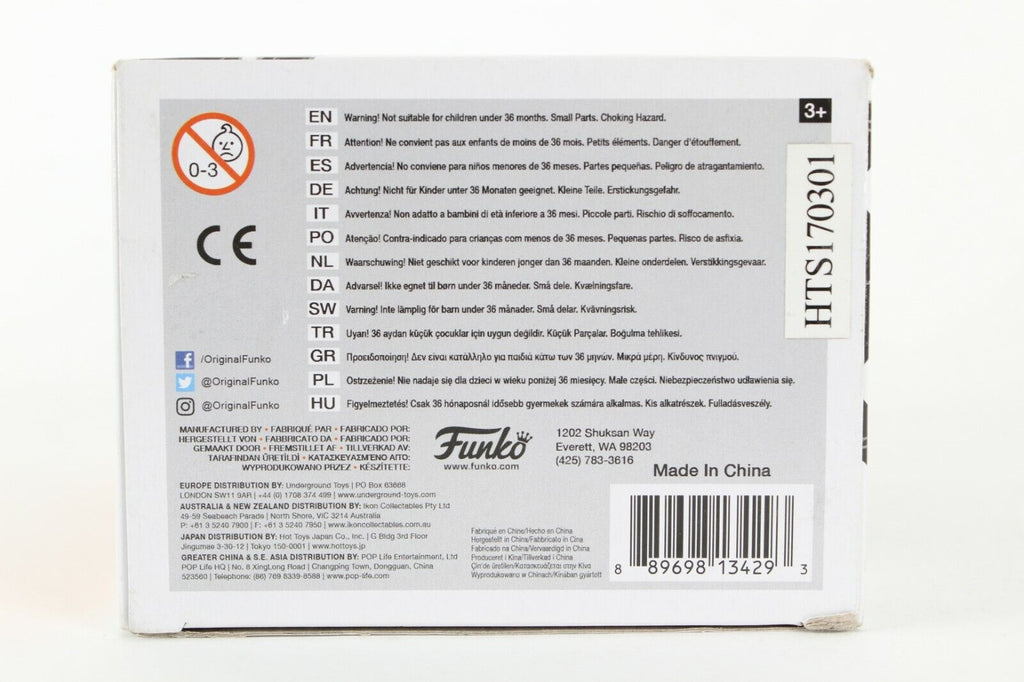 0-3
EN Warning! Not suitable for children under 36 months. Small Parts. Choking Hazard.
FR Attention! Ne convient pas aux enfants de moins de 36 mois. Petits éléments. Danger d'étouffement.
ES Advertencia! No conviene para niños menores de 36 meses. Partes pequeñas. Peligro de atragantamiento.
DE Achtung! Nicht für Kinder unter 36 Monaten geeignet. Kleine Teile. Erstickungsgefahr.
IT Avvertenza! Non adatto a bambini di età inferiore a 36 mesi. Piccole parti. Rischio di soffocamento.
PO Atenção! Contra-indicado para crianças com menos de 36 meses. Pequenas partes. Risco de asfixia.
NL Waarschuwing! Niet geschikt voor kinderen jonger dan 36 maanden. Kleine onderdelen. Verstikkingsgevaar.
DA Advarsel! Ikke egnet til børn under 36 måneder. Små dele. Kvælningsfare.
SW Varning! Inte lämplig för barn under 36 månader. Små delar. Kvävningsrisk.
TR Uyarı! 36 aydan küçük çocuklar için uygun değildir. Küçük Parçalar. Boğulma tehlikesi.
GR Προειδοποίηση! Δεν είναι κατάλληλο για παιδιά κάτω των 36 μηνών. Μικρά μέρη. Κίνδυνος πνιγμού.
PL Ostrzeżenie! Nie nadaje się dla dzieci w wieku poniżej 36 miesięcy. Małe części. Niebezpieczeństwo udławienia się.
HU Figyelmeztetés! Csak 36 hónaposnál idősebb gyermekek számára alkalmas. Kis alkatrészek. Fulladásveszély.
3+
HTS170301
CE
f /OriginalFunko
@OriginalFunko
@OriginalFunko
MANUFACTURED BY • FABRIQUÉ PAR • FABRICADO POR:
HERGESTELLT VON • FABBRICATO DA • FABRICADO POR:
GEMAAKT DOOR • FREMSTILLET AF • TILLVERKAD AV:
TARAFINDAN ÜRETİLDİ • ΚΑΤΑΣΚΕΥΑΣΜΕΝΟ ΑΠΟ:
WYPRODUKOWANO PRZEZ • KÉSZÍTETTE:
Funko
www.funko.com
1202 Shuksan Way
Everett, WA 98203
(425) 783-3616
Made In China
EUROPE DISTRIBUTION BY: Underground Toys | PO Box 63668
LONDON SW11 9AR | +44 (0) 1708 374 499 | www.underground-toys.com
AUSTRALIA & NEW ZEALAND DISTRIBUTION BY: Ikon Collectables Pty Ltd
49-59 Seabeach Parade | North Shore, VIC 3214 Australia
P: +61 3 5240 7900 | F: +61 3 5240 7950 | www.ikoncollectables.com.au
JAPAN DISTRIBUTION BY: Hot Toys Japan Co., Inc. | G Bldg 3rd Floor
Jingumae 3-30-12 | Tokyo 150-0001 | www.hottoys.jp
GREATER CHINA & S.E. ASIA DISTRIBUTION BY: POP Life Entertainment, Ltd
POP Life HQ | No. 8 XingLong Road | Changping Town, Dongguan, China
523560 | Telephone: (86) 769 8339-8588 | www.pop-life.com
Fabriqué en Chine/Hecho en China
Hergestellt in China/Fabbricato in Cina
Fabricado na China/Vervaardigd in China
Produceret i Kina/Tillverkad i China
Çin'de üretilen/Κατασκευάζεται στην Κίνα
Wyprodukowano w Chinach/Kínában gyártott
8 89698 13429 3